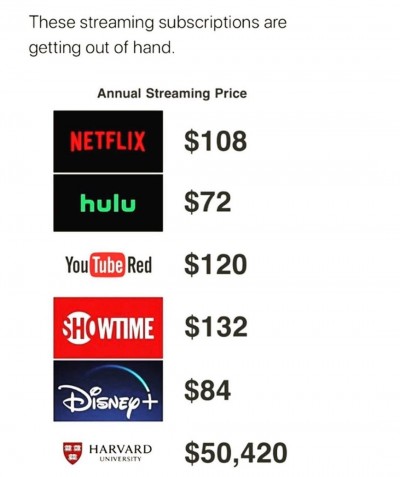 These streaming subscriptions are
getting out of hand.
Annual Streaming Price
NETFLIX $108
hulu $72
YouTube Red $120
SHOWTIME $132
Disney+ $84
HARVARD
UNIVERSITY $50,420